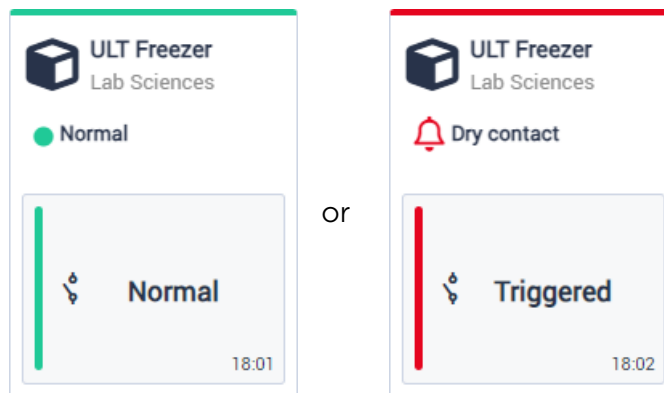 ULT Freezer
Lab Sciences
Normal
Normal
18:01
or
ULT Freezer
Lab Sciences
Dry contact
Triggered
18:02